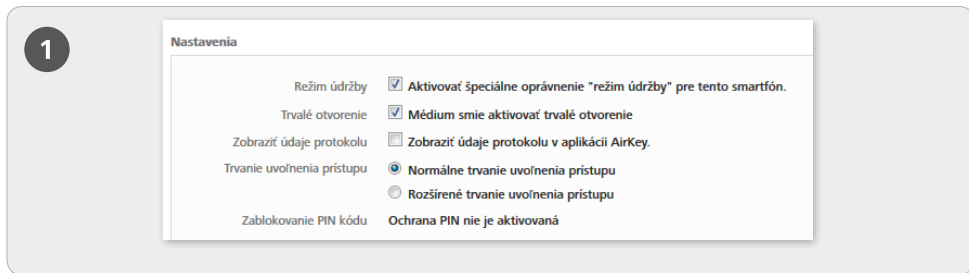 1
Nastavenia
Režim údržby Aktivovať špeciálne oprávnenie "režim údržby" pre tento smartfón.
Trvalé otvorenie Médium smie aktivovať trvalé otvorenie
Zobraziť údaje protokolu Zobraziť údaje protokolu v aplikácii AirKey.
Trvanie uvoľnenia prístupu Normálne trvanie uvoľnenia prístupu
Rozšírené trvanie uvoľnenia prístupu
Zablokovanie PIN kódu Ochrana PIN nie je aktivovaná